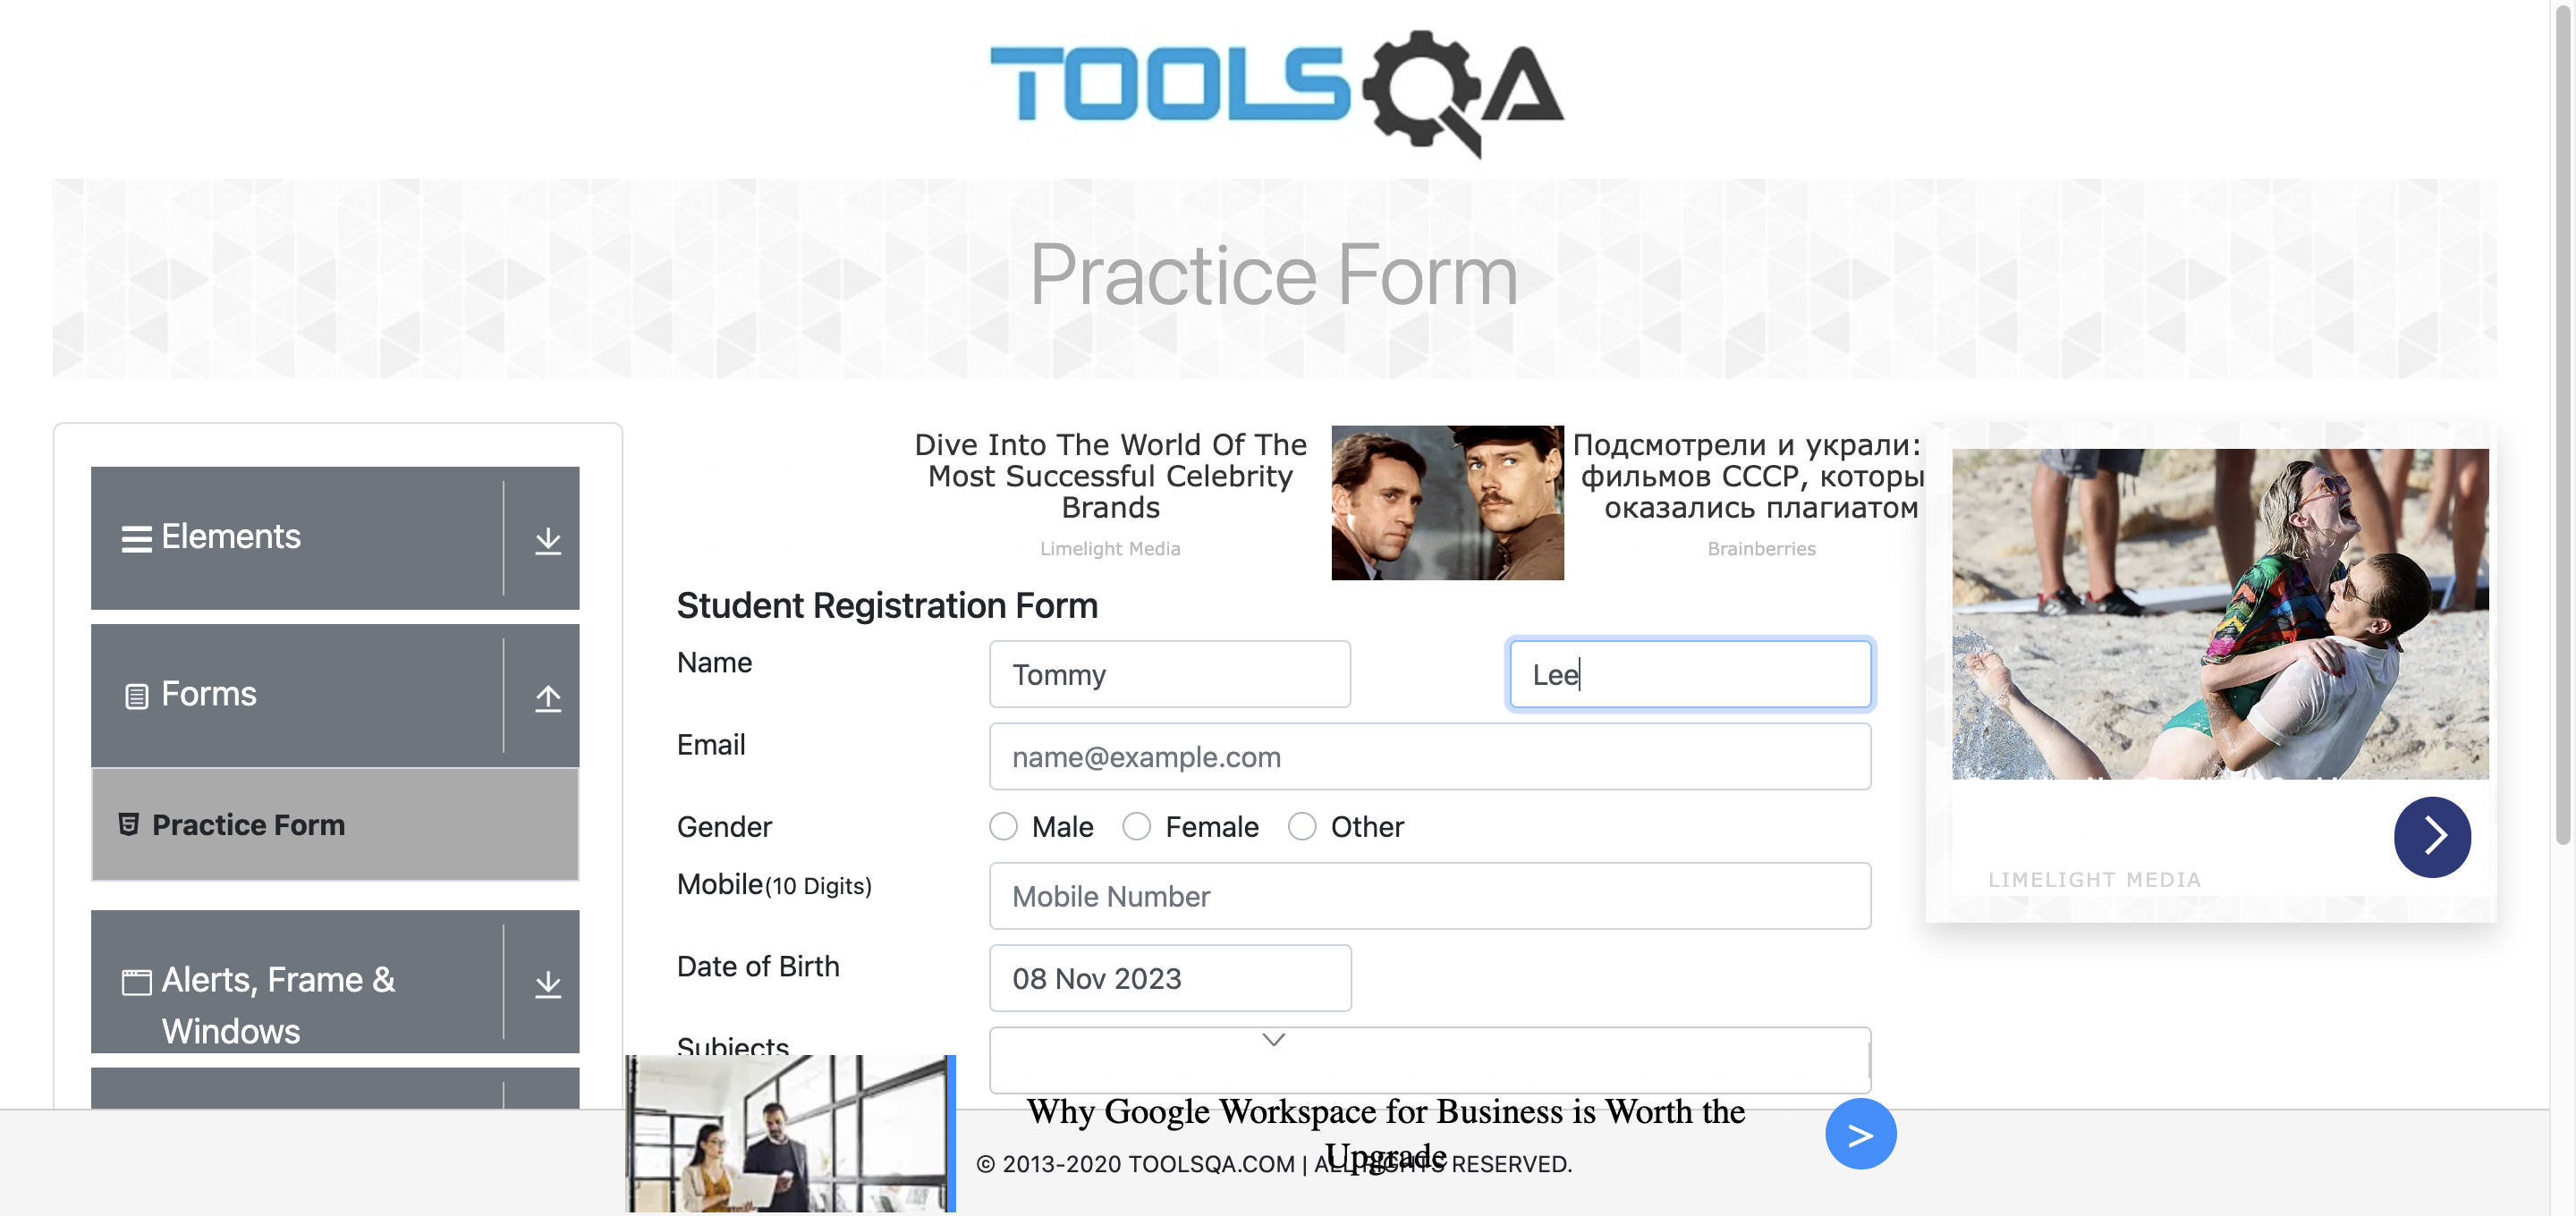 TOOLSQA
Practice Form
Elements
Forms
Practice Form
Alerts, Frame &
Windows
Dive Into The World Of The
Most Successful Celebrity
Brands
Limelight Media
Подсмотрели и украли:
фильмов СССР, которы
оказались плагиатом
Brainberries
Student Registration Form
Name
Tommy
Lee
Email
name@example.com
Gender
Male
Female
Other
Mobile(10 Digits)
Mobile Number
Date of Birth
08 Nov 2023
Subjects
LIMELIGHT MEDIA
Why Google Workspace for Business is Worth the
Upgrade
>
© 2013-2020 TOOLSQA.COM | ALL RIGHTS RESERVED.